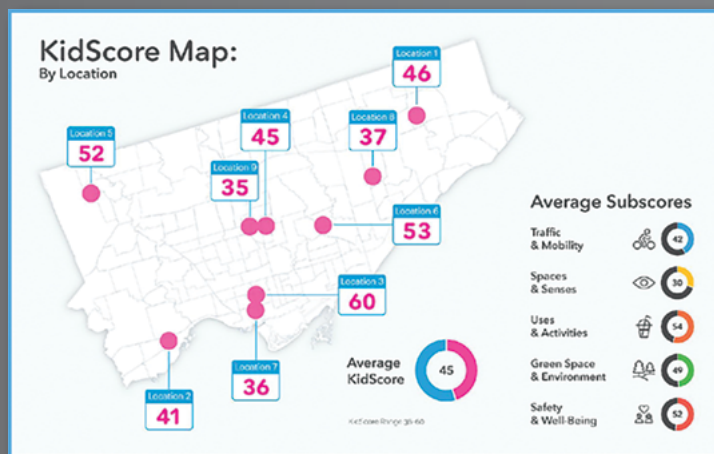 KidScore Map:
By Location
Location 1
46
Location 4
45
Location 8
37
Location 5
52
Location 9
35
Location 6
53
Location 3
60
Location 7
36
Location 2
41
Average
KidScore
45
KidScore Range
Average Subscores
Traffic
& Mobility
42
Spaces
& Senses
30
Uses
& Activities
54
Green Space
& Environment
49
Safety
& Well-Being
52